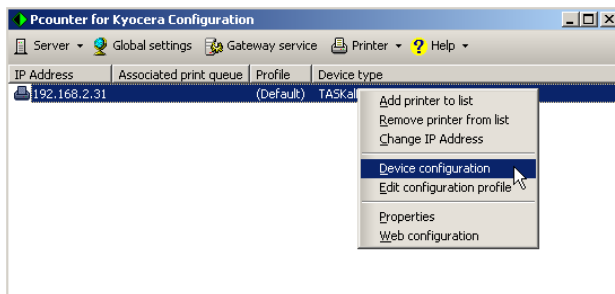 Pcounter for Kyocera Configuration
Server Global settings Gateway service Printer Help
IP Address Associated print queue Profile Device type
192.168.2.31 (Default) TASKal
Add printer to list
Remove printer from list
Change IP Address
Device configuration
Edit configuration profile
Properties
Web configuration